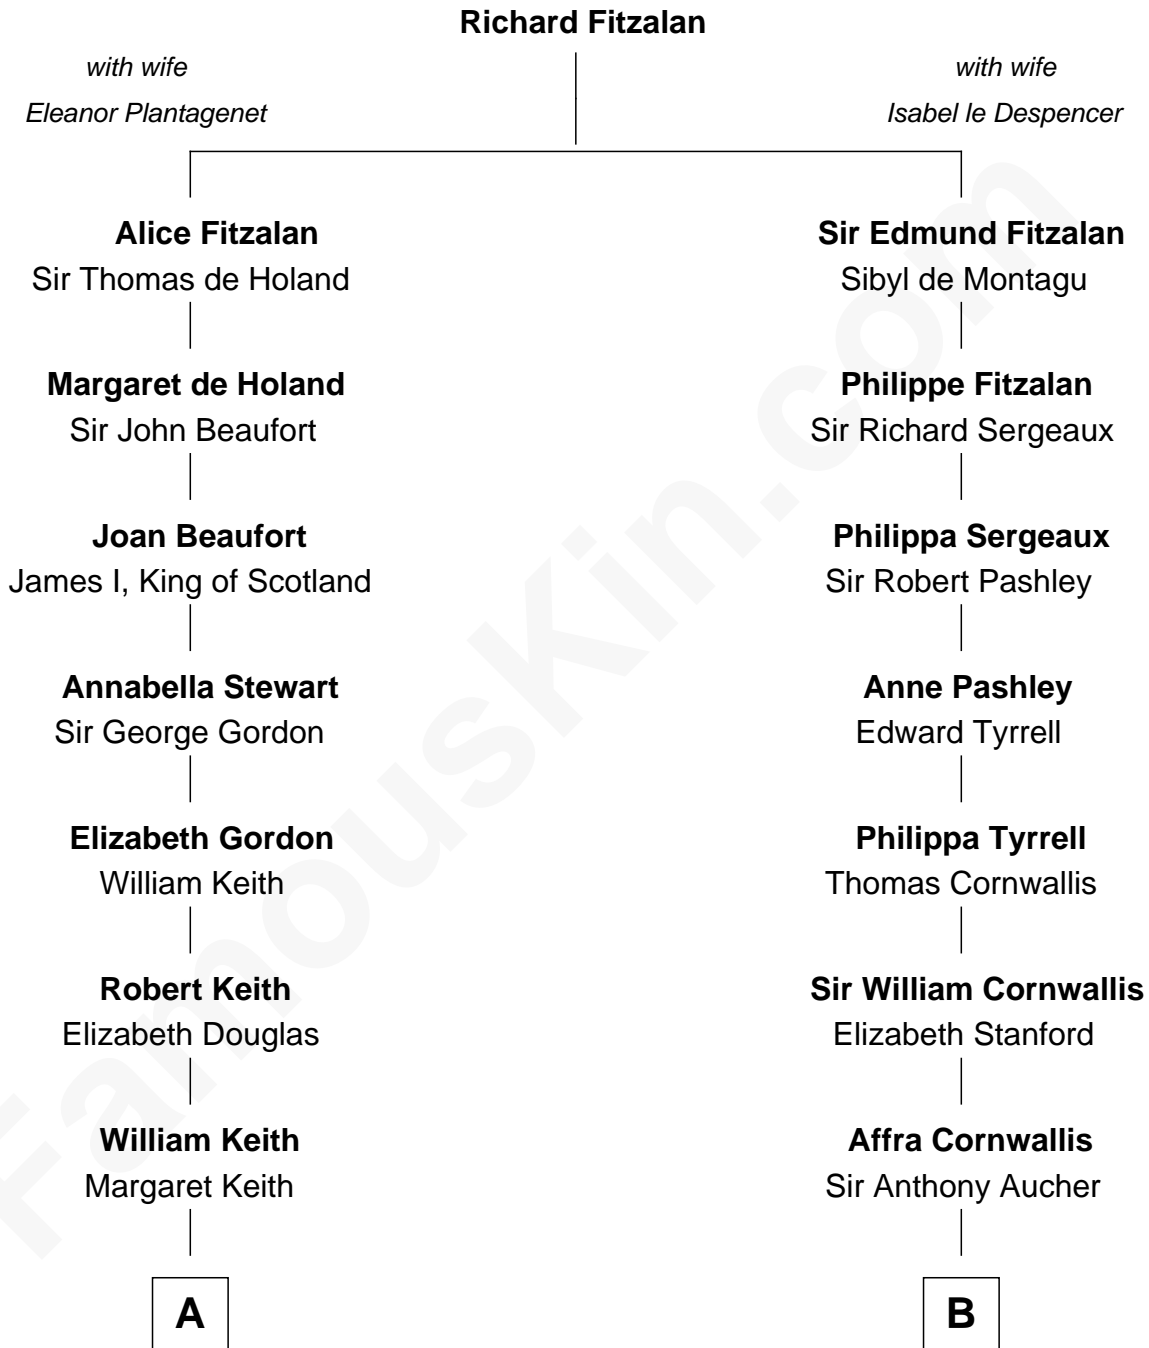 Richard Fitzalan
with wife
Eleanor Plantagenet
with wife
Isabel le Despencer
Alice Fitzalan
Sir Thomas de Holand
Sir Edmund Fitzalan
Sibyl de Montagu
Margaret de Holand
Sir John Beaufort
Philippe Fitzalan
Sir Richard Sergeaux
Joan Beaufort
James I, King of Scotland
Philippa Sergeaux
Sir Robert Pashley
Annabella Stewart
Sir George Gordon
Anne Pashley
Edward Tyrrell
Elizabeth Gordon
William Keith
Philippa Tyrrell
Thomas Cornwallis
Robert Keith
Elizabeth Douglas
Sir William Cornwallis
Elizabeth Stanford
William Keith
Margaret Keith
Affra Cornwallis
Sir Anthony Aucher
A
B
FamousKin.com